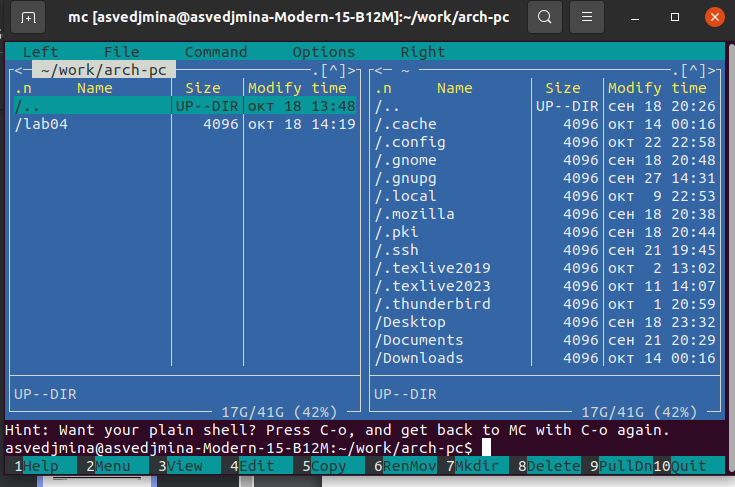 mc [asvedjmina@asvedjmina-Modern-15-B12M]:~/work/arch-pc
Left File Command Options Right
<─ ~/work/arch-pc .[^]> <─ ~ .[^]>
.n Name Size Modify time .n Name Size Modify time
/.. UP--DIR окт 18 13:48 /.. UP--DIR сен 18 20:26
/lab04 4096 окт 18 14:19 /.cache 4096 окт 14 00:16
/.config 4096 окт 22 22:58
/.gnome 4096 сен 18 20:48
/.gnupg 4096 сен 27 14:31
/.local 4096 окт 9 22:53
/.mozilla 4096 сен 18 20:38
/.pki 4096 сен 18 20:44
/.ssh 4096 сен 21 19:45
/.texlive2019 4096 окт 2 13:02
/.texlive2023 4096 окт 11 14:07
/.thunderbird 4096 окт 1 20:59
/Desktop 4096 сен 18 23:32
/Documents 4096 сен 21 20:29
/Downloads 4096 окт 14 00:16
UP--DIR UP--DIR
17G/41G (42%) 17G/41G (42%)
Hint: Want your plain shell? Press C-o, and get back to MC with C-o again.
asvedjmina@asvedjmina-Modern-15-B12M:~/work/arch-pc$
1Help 2Menu 3View 4Edit 5Copy 6RenMov 7Mkdir 8Delete 9PullDn 10Quit